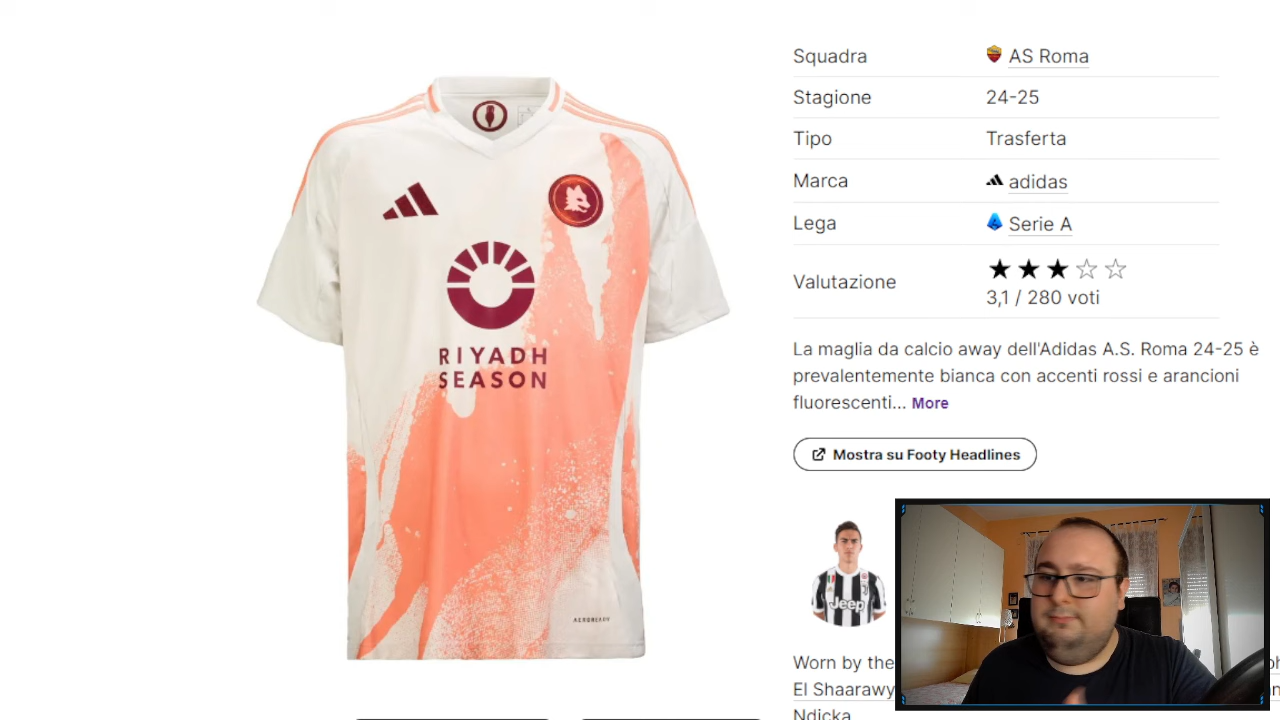 RIYADH
SEASON
AEROREADY
Squadra AS Roma
Stagione 24-25
Tipo Trasferta
Marca adidas
Lega Serie A
Valutazione
3,1 / 280 voti
La maglia da calcio away dell'Adidas A.S. Roma 24-25 è
prevalentemente bianca con accenti rossi e arancioni
fluorescenti... More
Mostra su Footy Headlines
Jeep
Worn by the
El Shaarawy
Ndicka